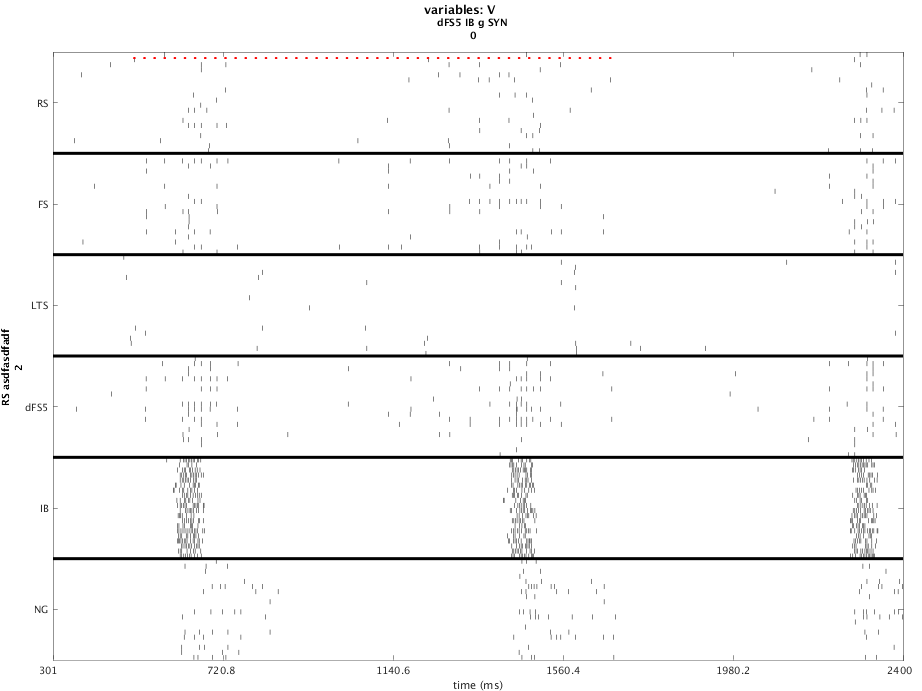 variables: V
dFS5 IB g SYN
0
RS
FS
LTS
dFS5
IB
NG
RS asdfasdfadf
2
301 720.8 1140.6 1560.4 1980.2 2400
time (ms)